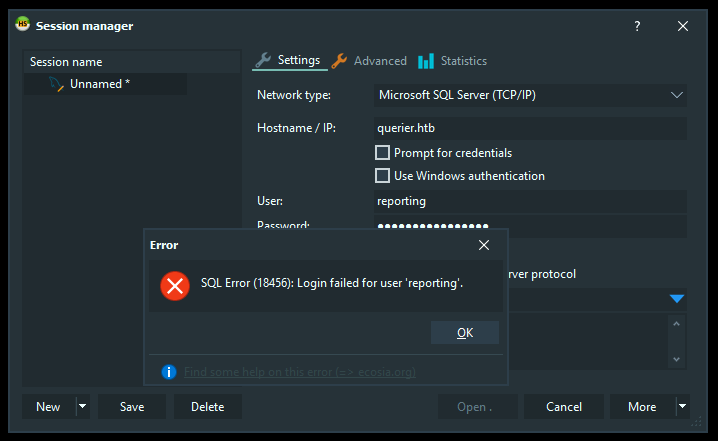 HS Session manager ? ×
Session name
Unnamed *
Settings Advanced Statistics
Network type: Microsoft SQL Server (TCP/IP)
Hostname / IP: querier.htb
Prompt for credentials
Use Windows authentication
User: reporting
Password: ●●●●●●●●●●●●●●●●
rver protocol
Error
SQL Error (18456): Login failed for user 'reporting'.
OK
Find some help on this error (=> ecosia.org)
New Save Delete Open . Cancel More